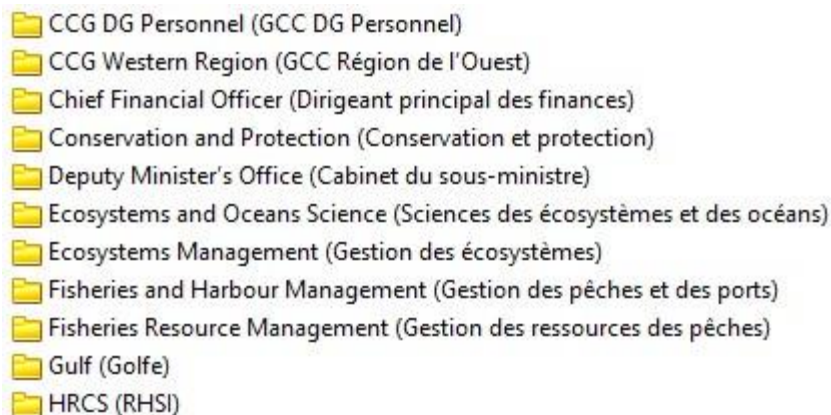 CCG DG Personnel (GCC DG Personnel)
CCG Western Region (GCC Région de l'Ouest)
Chief Financial Officer (Dirigeant principal des finances)
Conservation and Protection (Conservation et protection)
Deputy Minister's Office (Cabinet du sous-ministre)
Ecosystems and Oceans Science (Sciences des écosystèmes et des océans)
Ecosystems Management (Gestion des écosystèmes)
Fisheries and Harbour Management (Gestion des pêches et des ports)
Fisheries Resource Management (Gestion des ressources des pêches)
Gulf (Golfe)
HRCS (RHSI)